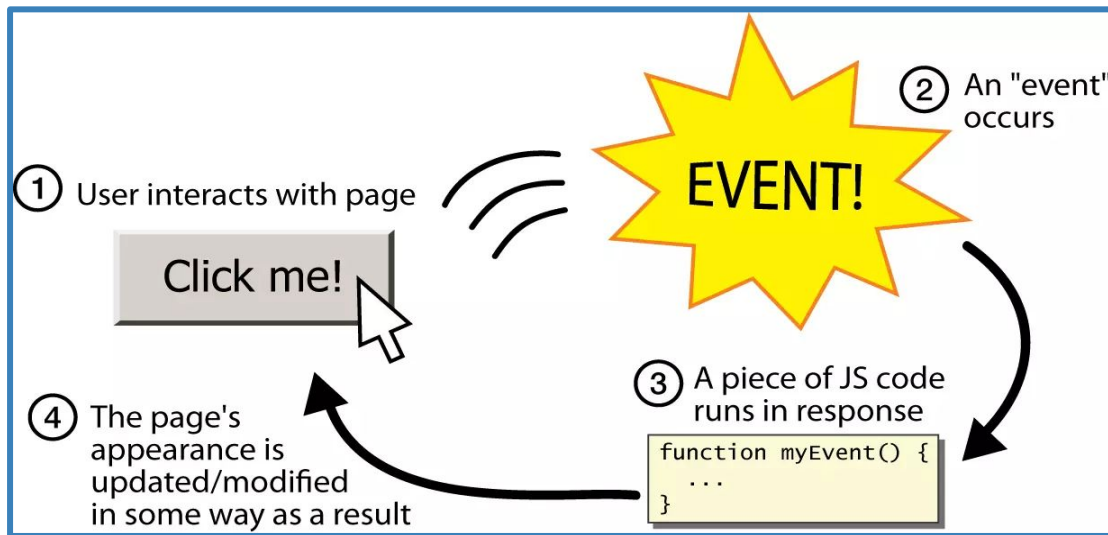 ① User interacts with page
Click me!
EVENT!
② An "event"
occurs
③ A piece of JS code
runs in response
function myEvent() {
...
}
④ The page's
appearance is
updated/modified
in some way as a result